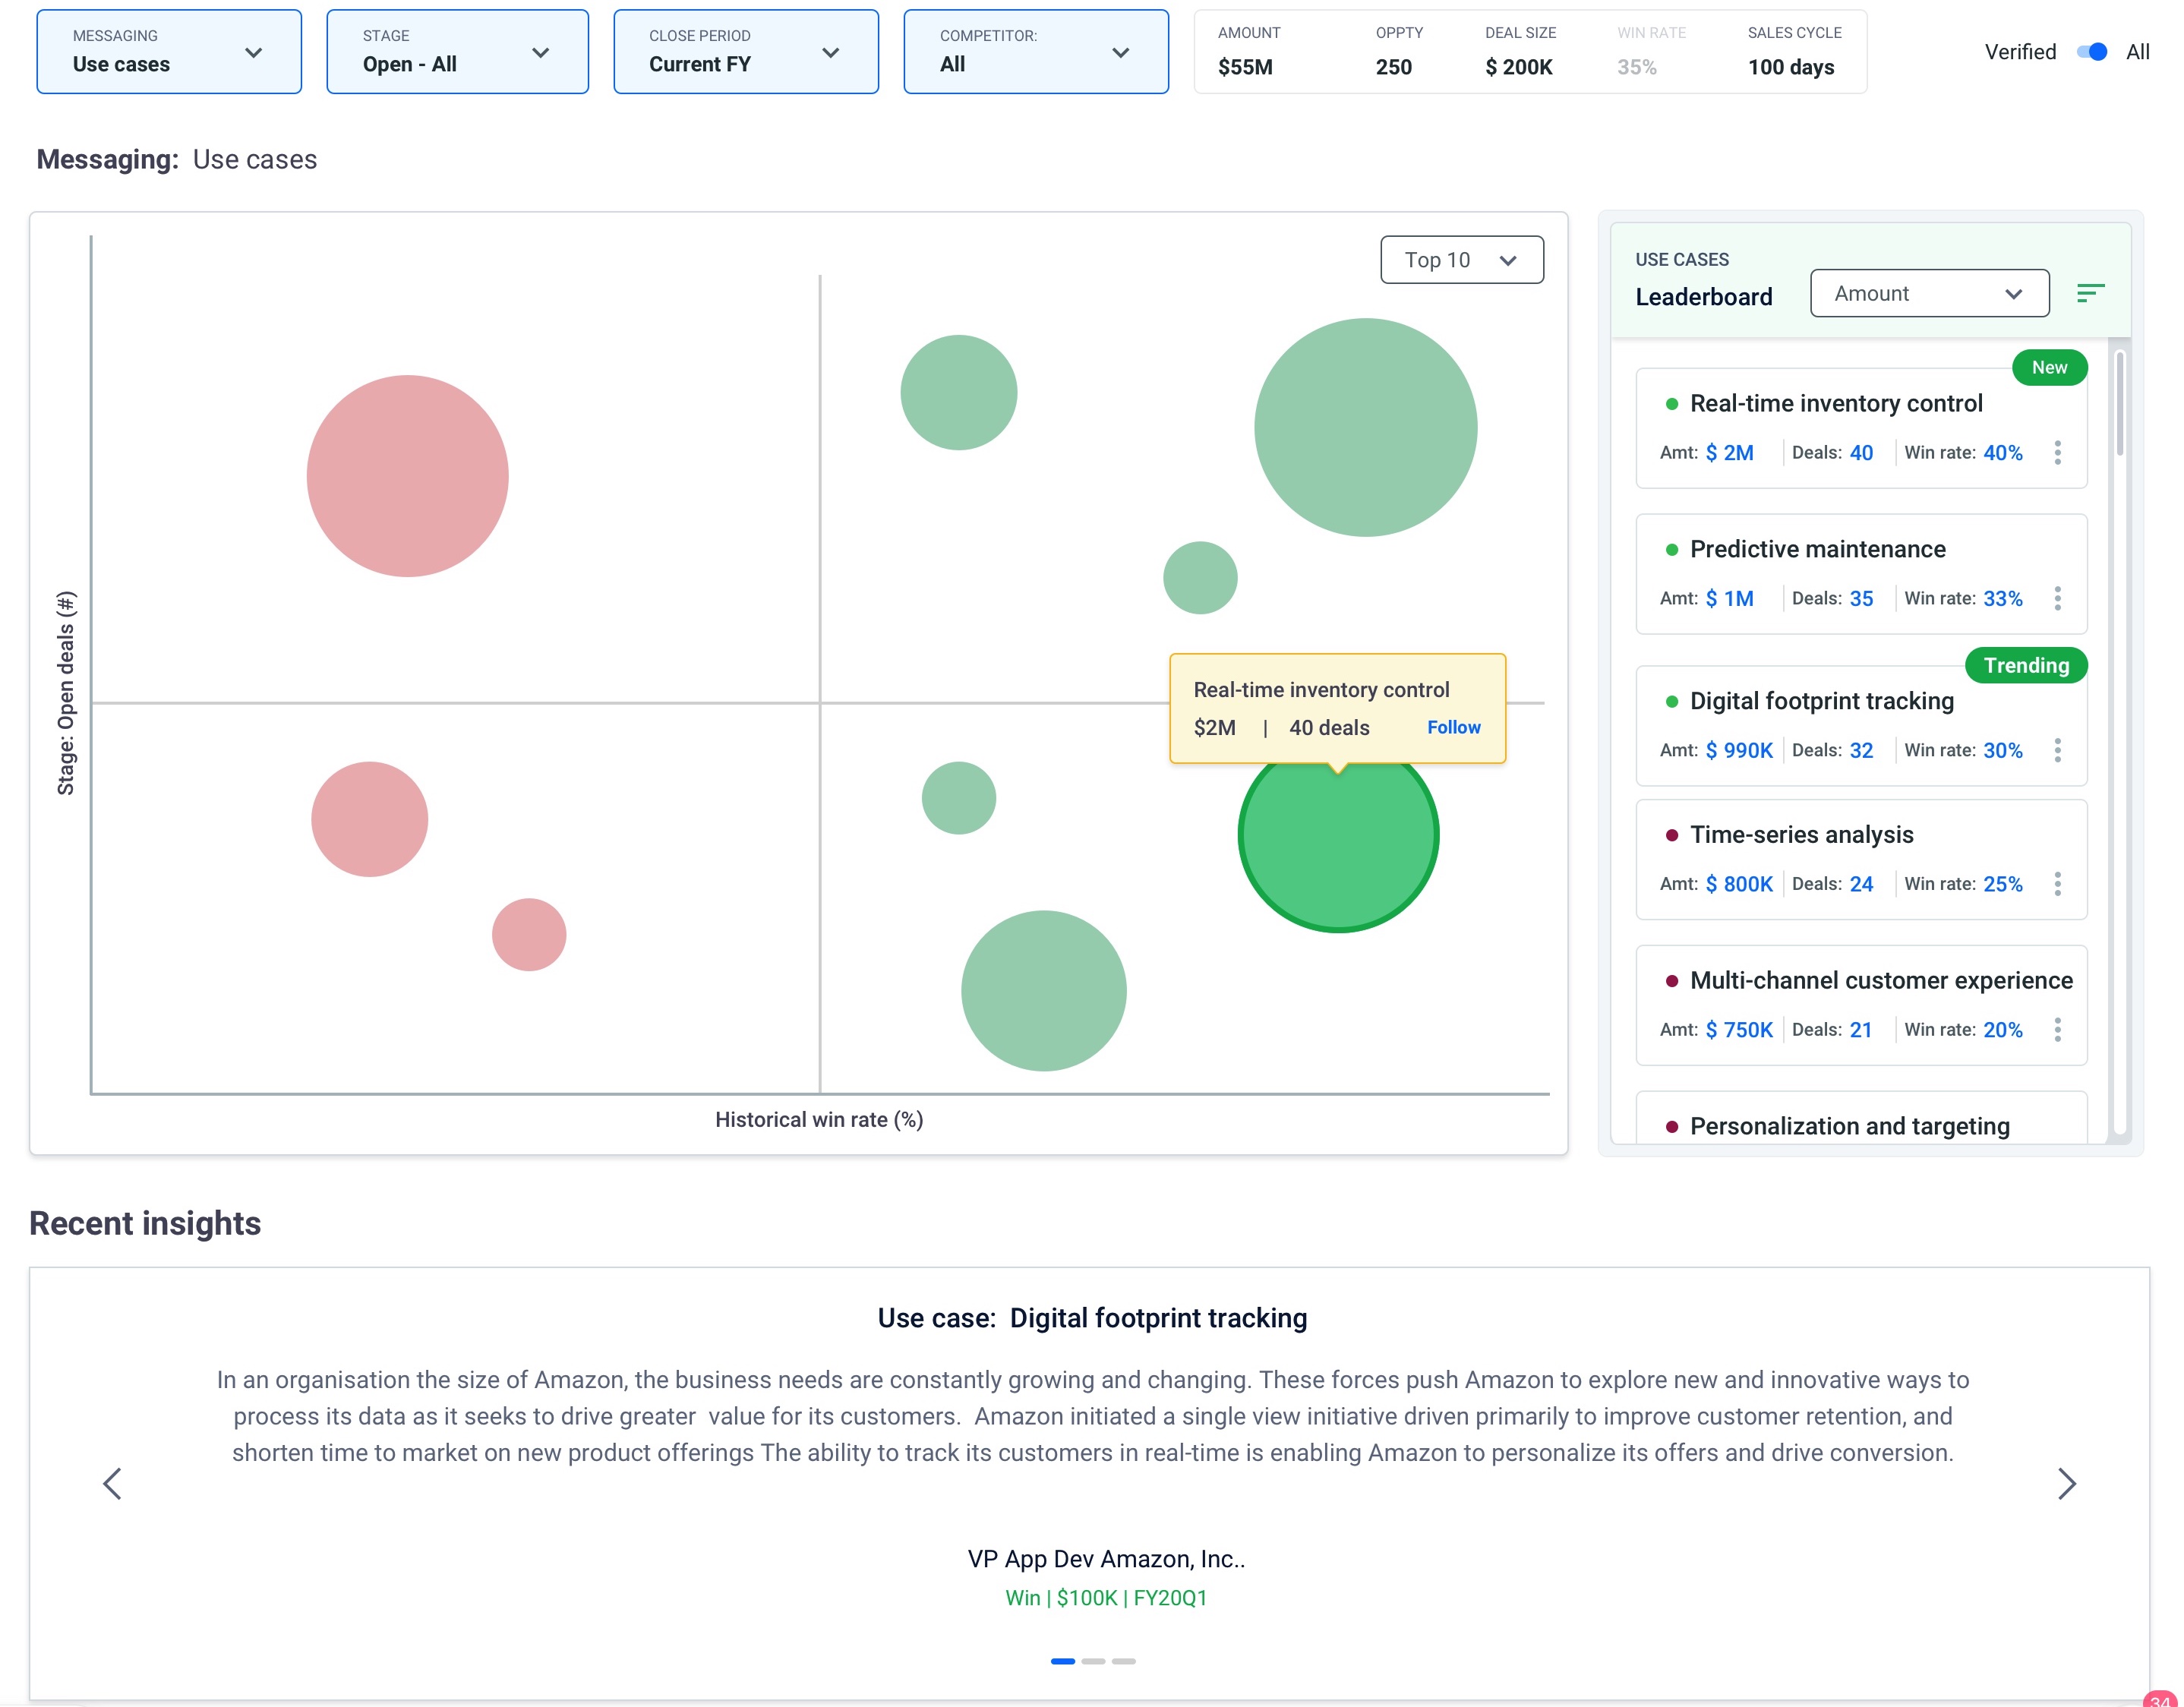 MESSAGING
Use cases
STAGE
Open - All
CLOSE PERIOD
Current FY
COMPETITOR:
All
AMOUNT
$55M
OPPTY
250
DEAL SIZE
$ 200K
WIN RATE
35%
SALES CYCLE
100 days
Verified
All
Messaging: Use cases
Top 10
Stage: Open deals (#)
Real-time inventory control
$2M | 40 deals Follow
Historical win rate (%)
USE CASES
Leaderboard
Amount
New
Real-time inventory control
Amt: $ 2M Deals: 40 Win rate: 40%
Predictive maintenance
Amt: $ 1M Deals: 35 Win rate: 33%
Trending
Digital footprint tracking
Amt: $ 990K Deals: 32 Win rate: 30%
Time-series analysis
Amt: $ 800K Deals: 24 Win rate: 25%
Multi-channel customer experience
Amt: $ 750K Deals: 21 Win rate: 20%
Personalization and targeting
Recent insights
Use case: Digital footprint tracking
In an organisation the size of Amazon, the business needs are constantly growing and changing. These forces push Amazon to explore new and innovative ways to
process its data as it seeks to drive greater value for its customers. Amazon initiated a single view initiative driven primarily to improve customer retention, and
shorten time to market on new product offerings The ability to track its customers in real-time is enabling Amazon to personalize its offers and drive conversion.
VP App Dev Amazon, Inc..
Win | $100K | FY20Q1
34